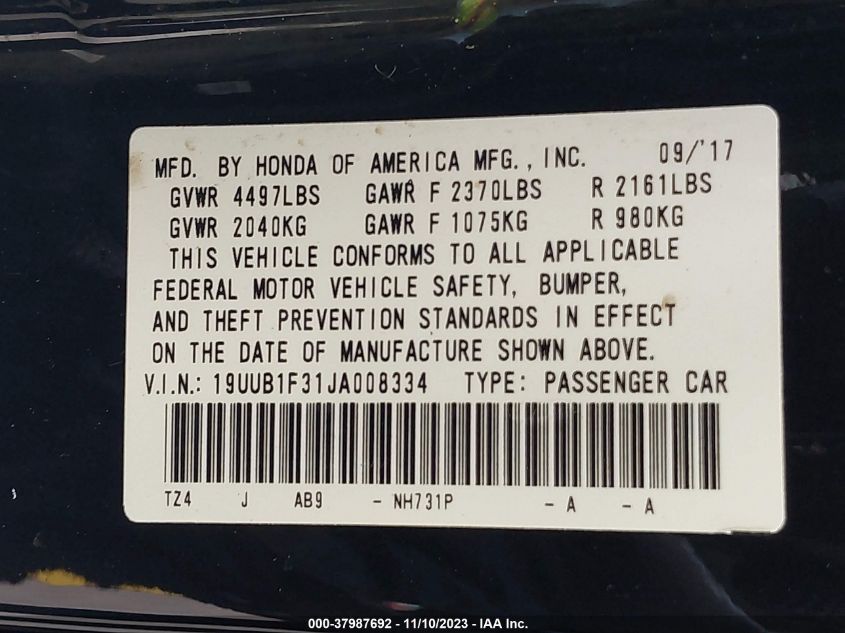 MFD. BY HONDA OF AMERICA MFG., INC. 09/'17
GVWR 4497LBS GAWR F 2370LBS R 2161LBS
GVWR 2040KG GAWR F 1075KG R 980KG
THIS VEHICLE CONFORMS TO ALL APPLICABLE
FEDERAL MOTOR VEHICLE SAFETY, BUMPER,
AND THEFT PREVENTION STANDARDS IN EFFECT
ON THE DATE OF MANUFACTURE SHOWN ABOVE.
V.I.N.: 19UUB1F31JA008334 TYPE: PASSENGER CAR
TZ4 J AB9 - NH731P - A - A
000-37987692 - 11/10/2023 - IAA Inc.